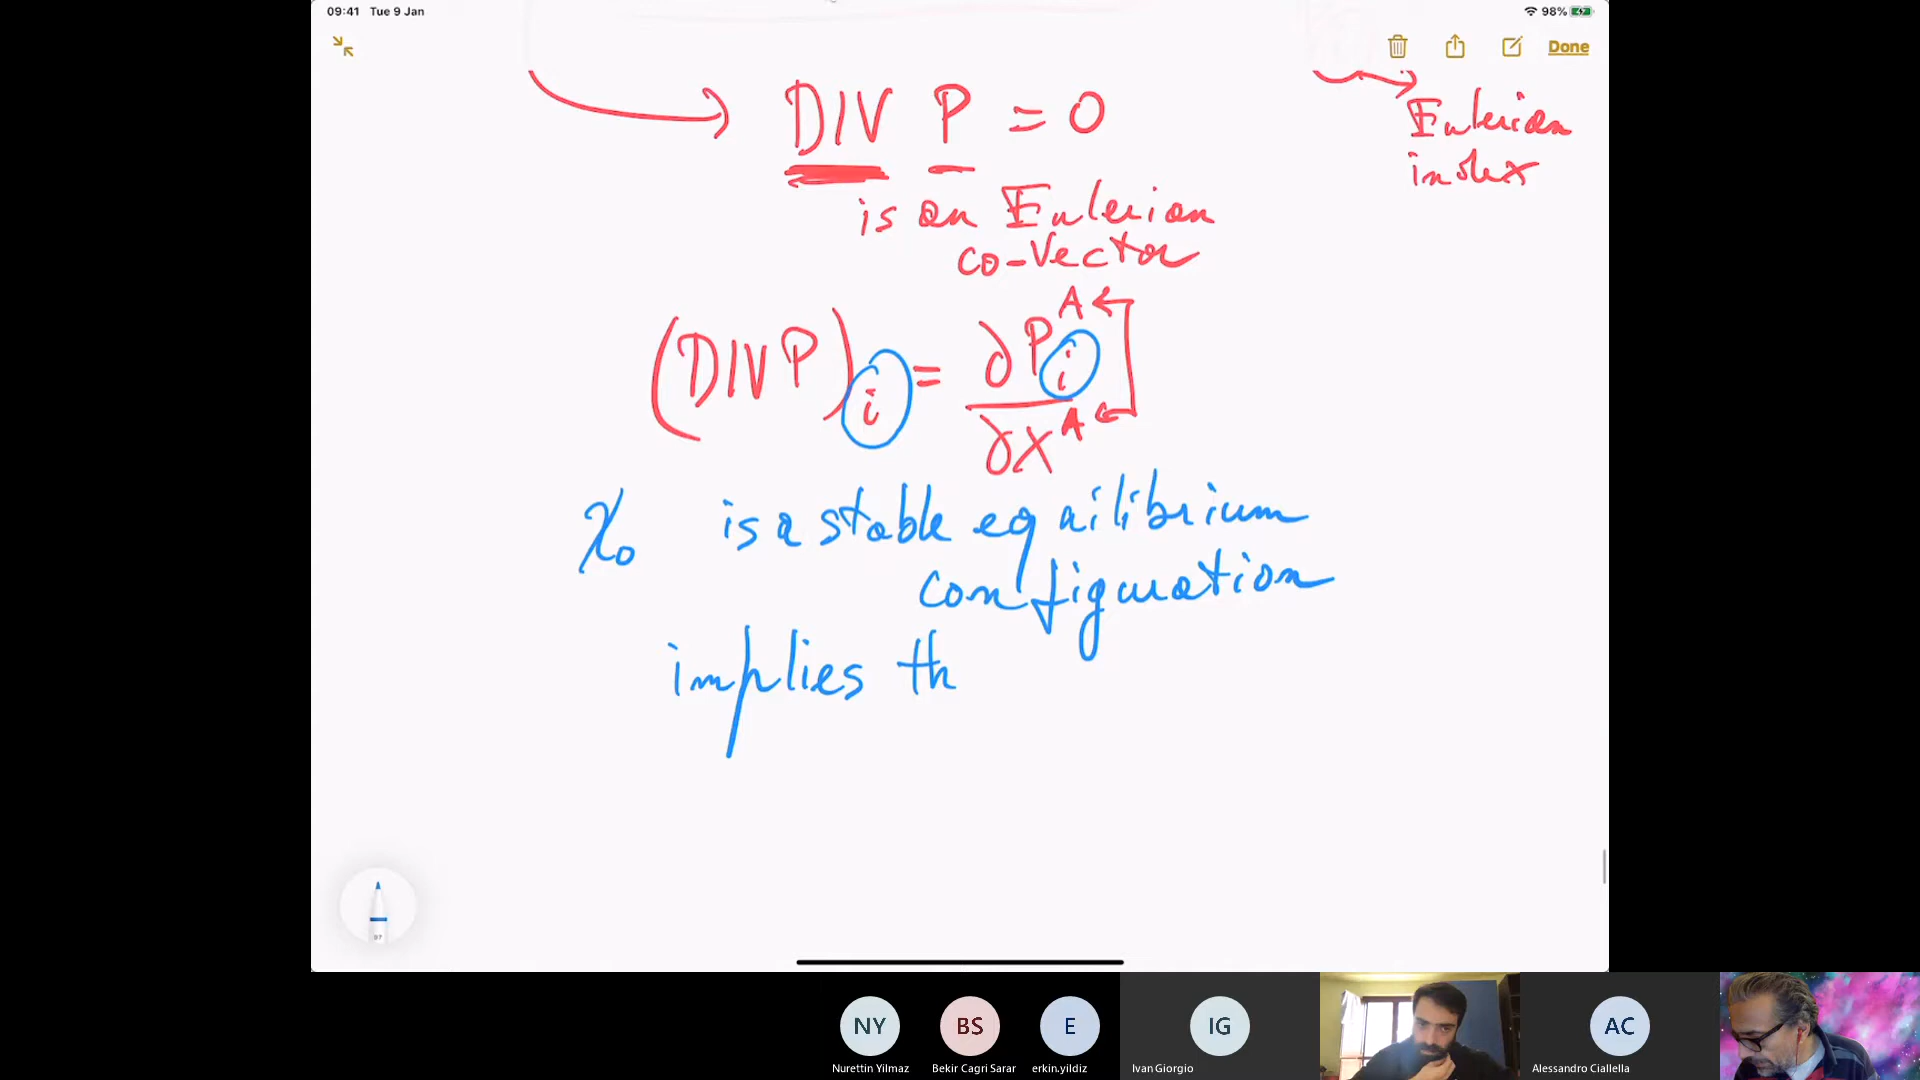 09:41 Tue 9 Jan
98%
Done
DIV P = 0
Eulerian
index
is an Eulerian
co-vector
(DIV P)i = ∂P^A_i / ∂X^A
χ₀ is a stable equilibrium
configuration
implies th
97
NY
BS
E
IG
AC
Nurettin Yilmaz
Bekir Cagri Sarar
erkin.yildiz
Ivan Giorgio
Alessandro Ciallella